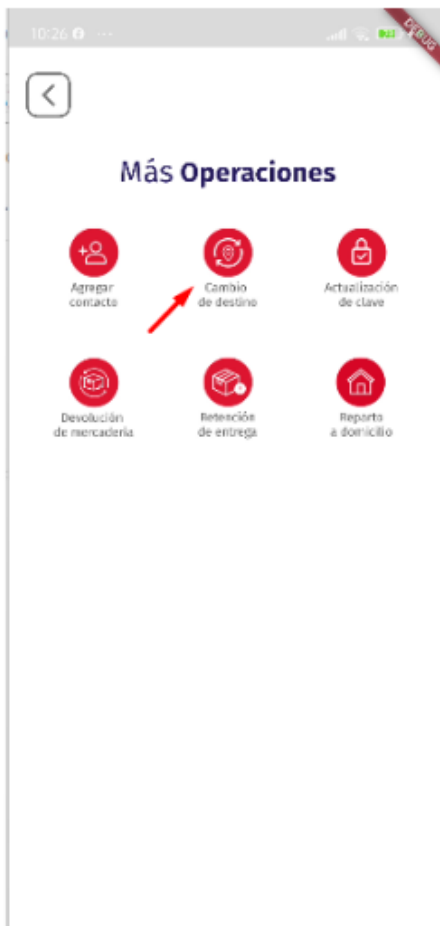 10:26
DEBUG
Más Operaciones
Agregar
contacto
Cambio
de destino
Actualización
de clave
Devolución
de mercadería
Retención
de entrega
Reparto
a domicilio